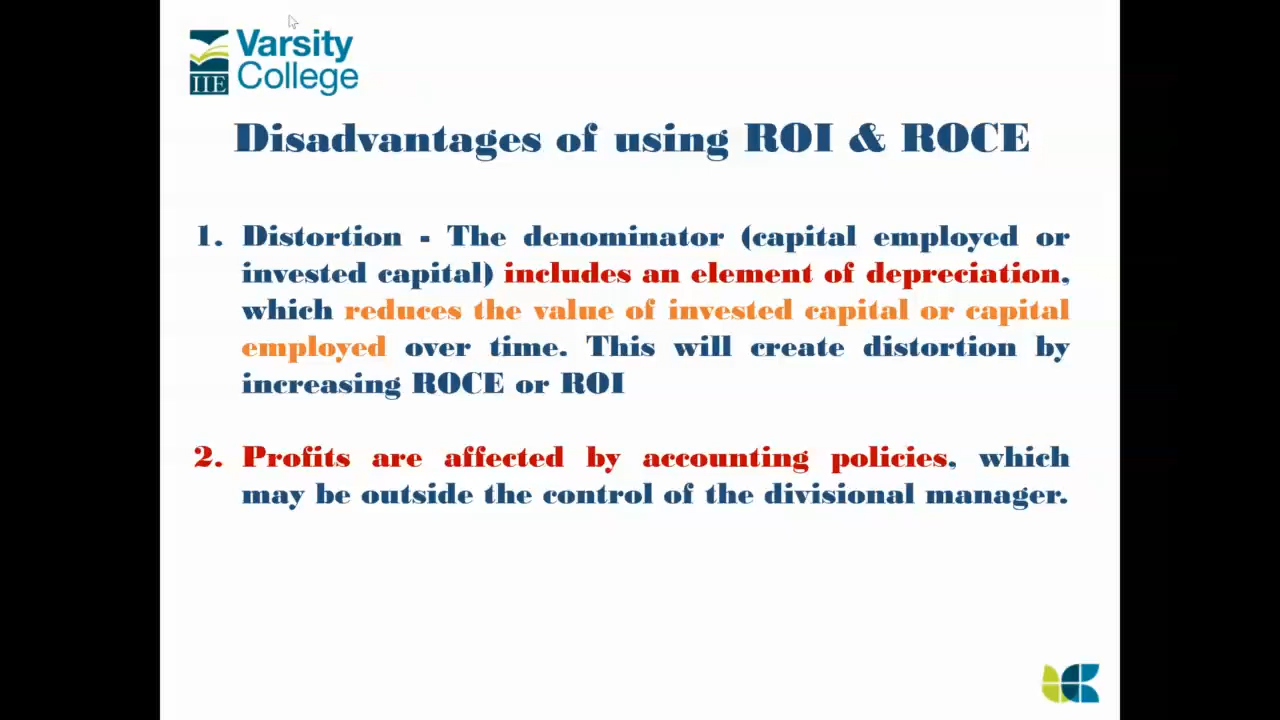 Varsity
College
IIE
Disadvantages of using ROI & ROCE
1. Distortion - The denominator (capital employed or
invested capital) includes an element of depreciation,
which reduces the value of invested capital or capital
employed over time. This will create distortion by
increasing ROCE or ROI
2. Profits are affected by accounting policies, which
may be outside the control of the divisional manager.